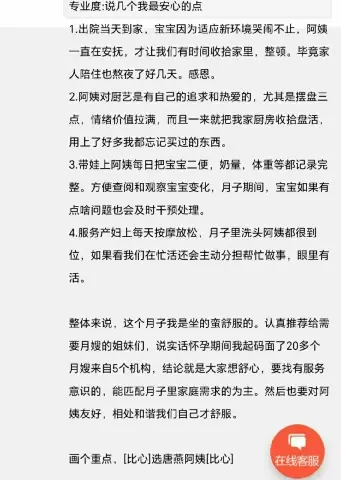 专业度:说几个我最安心的点
1.出院当天到家，宝宝因为适应新环境哭闹不止，阿姨
一直在安抚，才让我们有时间收拾家里，整顿。毕竟家
人陪住也熬夜了好几天。感恩。
2.阿姨对厨艺是有自己的追求和热爱的，尤其是摆盘三
点，情绪价值拉满，而且一来就把我家厨房收拾盘活，
用上了好多我都忘记买过的东西。
3.带娃上阿姨每日把宝宝二便，奶量，体重等都记录完
整。方便查阅和观察宝宝变化，月子期间，宝宝如果有
点啥问题也会及时干预处理。
4.服务产妇上每天按摩放松，月子里洗头阿姨都很到
位，如果看我们在忙活还会主动分担帮忙做事，眼里有
活。
整体来说，这个月子我是坐的蛮舒服的。认真推荐给需
要月嫂的姐妹们，说实话怀孕期间我起码面了20多个
月嫂来自5个机构，结论就是大家想舒心，要找有服务
意识的，能匹配月子里家庭需求的为主。然后也要对阿
姨友好，相处和谐我们自己才舒服。
画个重点，[比心]选唐燕阿姨[比心]
在线客服